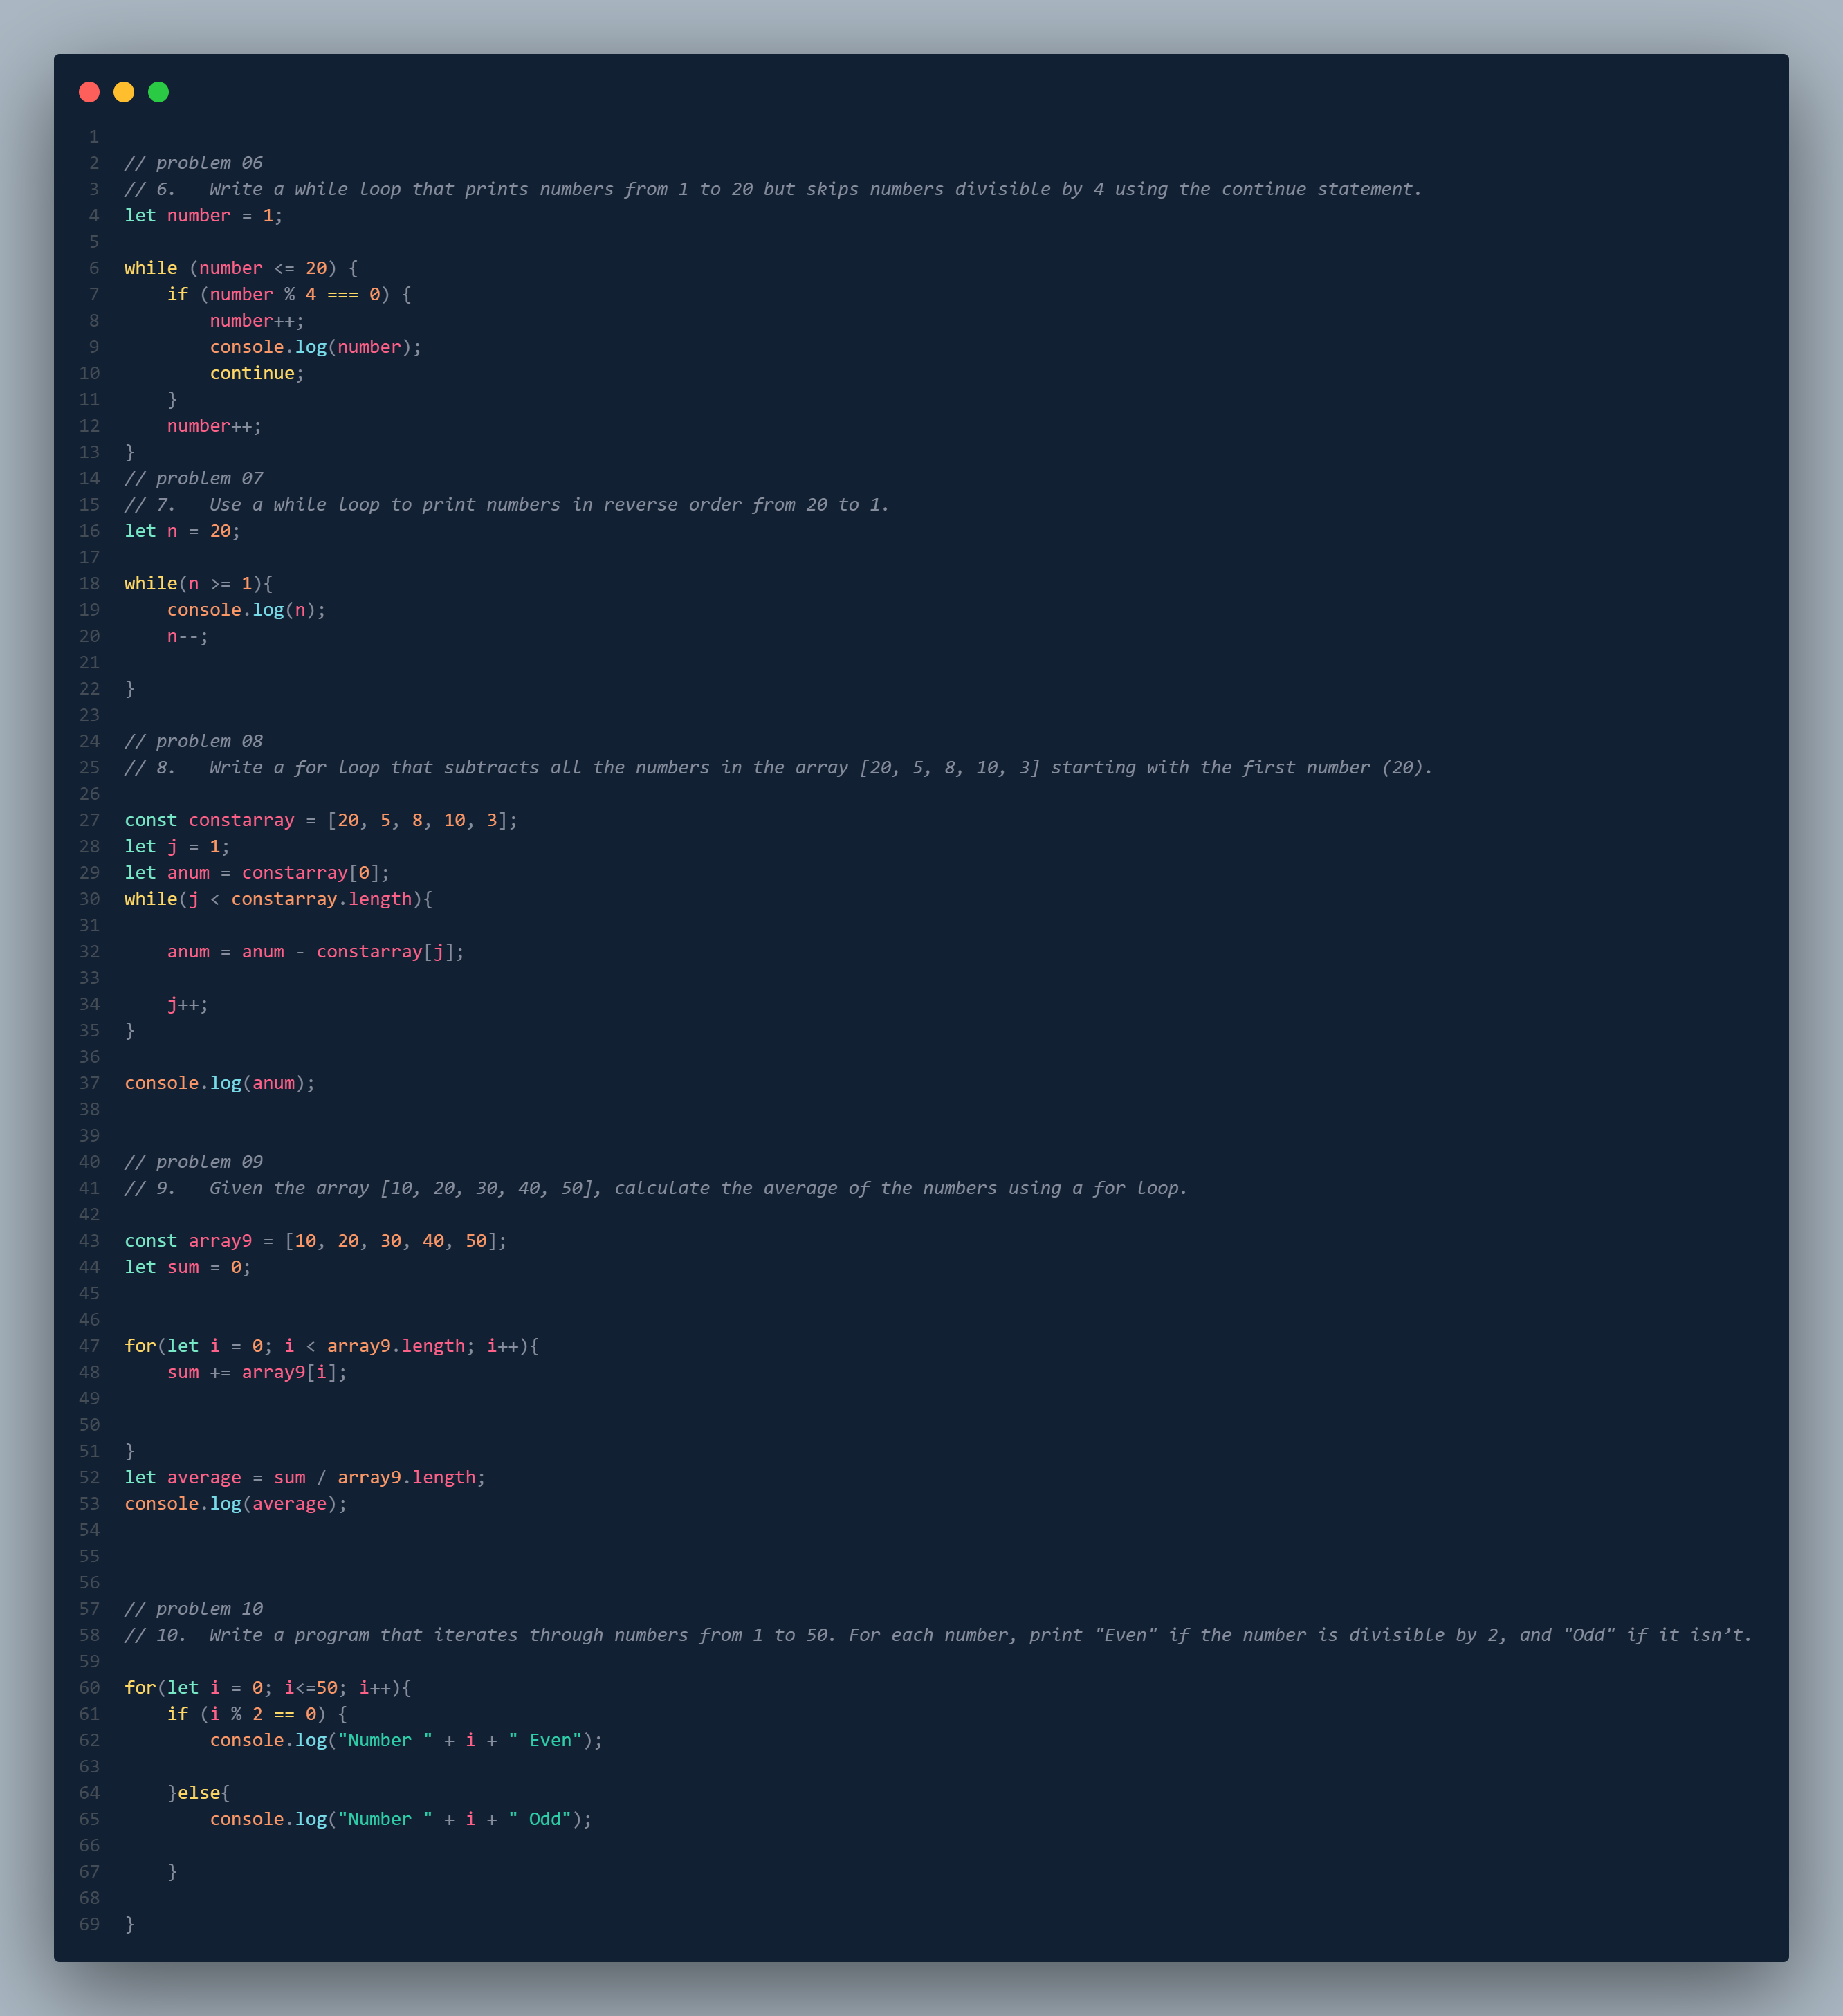 1
2 // problem 06
3 // 6.   Write a while loop that prints numbers from 1 to 20 but skips numbers divisible by 4 using the continue statement.
4 let number = 1;
5
6 while (number <= 20) {
7     if (number % 4 === 0) {
8         number++;
9         console.log(number);
10         continue;
11     }
12     number++;
13 }
14 // problem 07
15 // 7.   Use a while loop to print numbers in reverse order from 20 to 1.
16 let n = 20;
17
18 while(n >= 1){
19     console.log(n);
20     n--;
21
22 }
23
24 // problem 08
25 // 8.   Write a for loop that subtracts all the numbers in the array [20, 5, 8, 10, 3] starting with the first number (20).
26
27 const constarray = [20, 5, 8, 10, 3];
28 let j = 1;
29 let anum = constarray[0];
30 while(j < constarray.length){
31
32     anum = anum - constarray[j];
33
34     j++;
35 }
36
37 console.log(anum);
38
39
40 // problem 09
41 // 9.   Given the array [10, 20, 30, 40, 50], calculate the average of the numbers using a for loop.
42
43 const array9 = [10, 20, 30, 40, 50];
44 let sum = 0;
45
46
47 for(let i = 0; i < array9.length; i++){
48     sum += array9[i];
49
50
51 }
52 let average = sum / array9.length;
53 console.log(average);
54
55
56
57 // problem 10
58 // 10.  Write a program that iterates through numbers from 1 to 50. For each number, print "Even" if the number is divisible by 2, and "Odd" if it isn’t.
59
60 for(let i = 0; i<=50; i++){
61     if (i % 2 == 0) {
62         console.log("Number " + i + " Even");
63
64     }else{
65         console.log("Number " + i + " Odd");
66
67     }
68
69 }